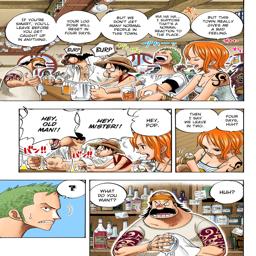 IF YOU'RE
SMART, YOU'LL
LEAVE BEFORE
YOU GET
CAUGHT UP
IN ANYTHING.
YOUR LOG
POSE WILL
RESET IN
FOUR DAYS.
BUT WE
DON'T GET
MANY NORMAL
PEOPLE IN
THIS TOWN.
HA HA HA...
I SUPPOSE
THAT'S A
NORMAL
REACTION TO
THE PLACE.
THIS TOWN
REALLY GIVES
ME A BAD
FEELING.
BURP
BURP
HEY,
OLD
MAN!!
HEY!
MISTER!!
HEY,
POP.
THEN I
SAY WE
LEAVE IN
TWO.
FOUR
DAYS,
HUH?
?
WHAT
DO YOU
WANT?
HUH?